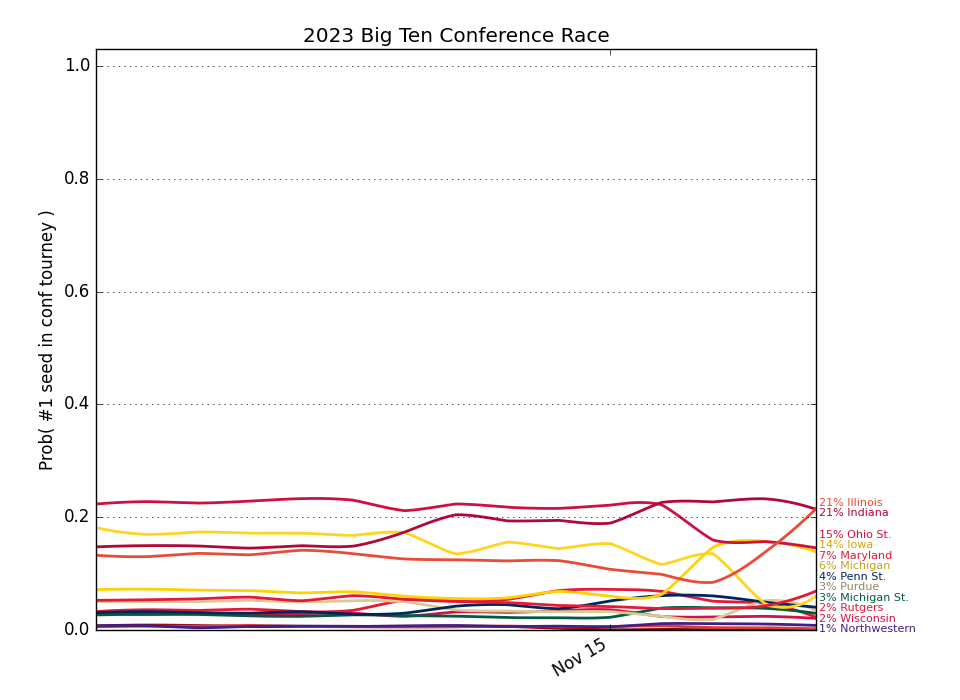 2023 Big Ten Conference Race
Prob( #1 seed in conf tourney )
1.0
0.8
0.6
0.4
0.2
0.0
Nov 15
21% Illinois
21% Indiana
15% Ohio St.
14% Iowa
7% Maryland
6% Michigan
4% Penn St.
3% Purdue
3% Michigan St.
2% Rutgers
2% Wisconsin
1% Northwestern